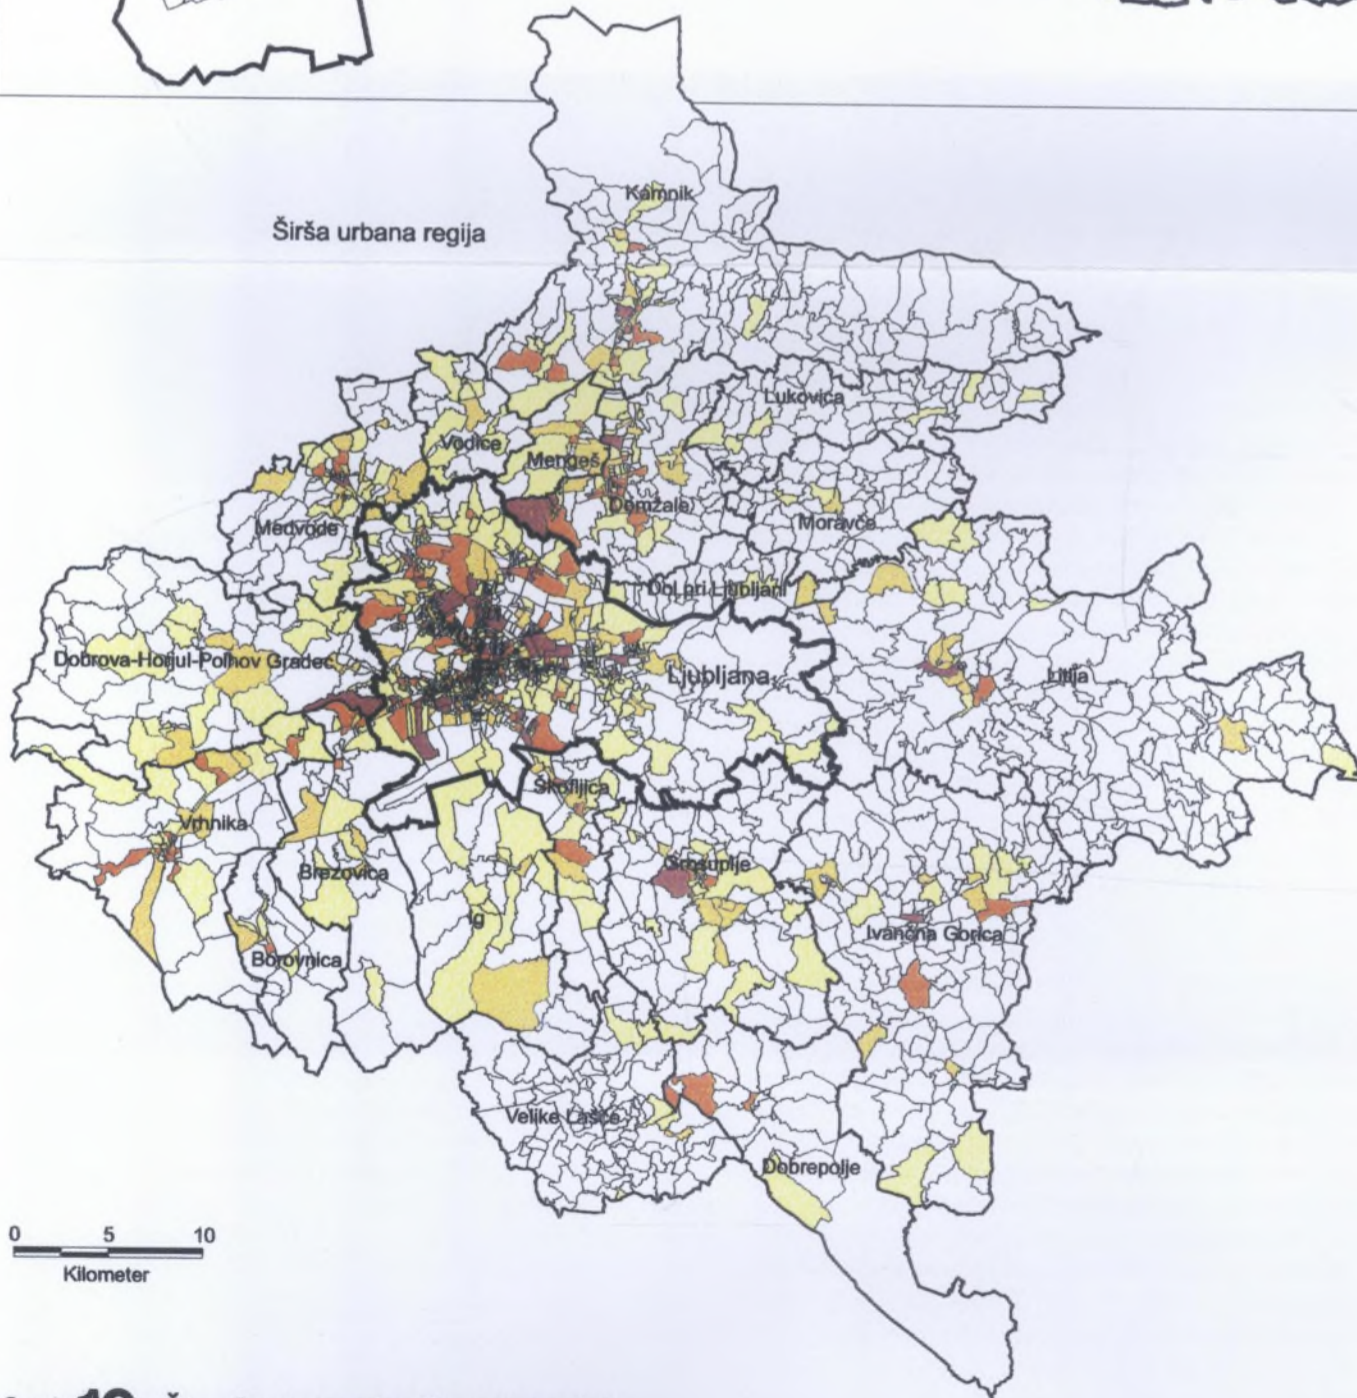 Širša urbana regija
Kamnik
Lukovica
Vodice
Mengeš
Domžale
Medvode
Moravče
Dol pri Ljubljani
Dobrova-Horjul-Polhov Gradec
Ljubljana
Litija
Škofljica
Vrhnika
Grosuplje
Brezovica
Ig
Ivančna Gorica
Borovnica
Velike Lašče
Dobrepolje
0 5 10
Kilometer